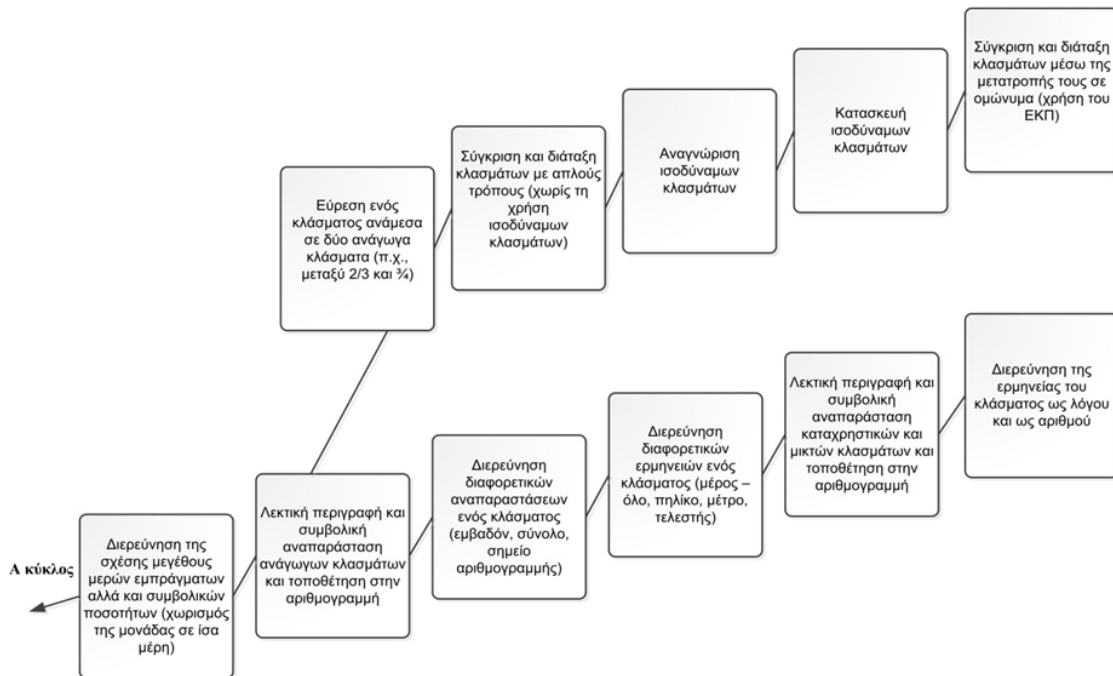 Σύγκριση και διάταξη
κλασμάτων μέσω της
μετατροπής τους σε
ομώνυμα (χρήση του
ΕΚΠ)
Κατασκευή
ισοδύναμων
κλασμάτων
Αναγνώριση
ισοδύναμων
κλασμάτων
Σύγκριση και διάταξη
κλασμάτων με απλούς
τρόπους (χωρίς τη
χρήση
ισοδύναμων
κλασμάτων)
Εύρεση ενός
κλάσματος ανάμεσα
σε δύο ανάγωγα
κλάσματα (π.χ.,
μεταξύ 2/3 και ¾)
Διερεύνηση της
ερμηνείας του
κλάσματος ως λόγου
και ως αριθμού
Λεκτική περιγραφή και
συμβολική
αναπαράσταση
καταχρηστικών και
μικτών κλασμάτων και
τοποθέτηση στην
αριθμογραμμή
Διερεύνηση
διαφορετικών
ερμηνειών ενός
κλάσματος (μέρος –
όλο, πηλίκο, μέτρο,
τελεστής)
Διερεύνηση
διαφορετικών
αναπαραστάσεων
ενός κλάσματος
(εμβαδόν, σύνολο,
σημείο
αριθμογραμμής)
Λεκτική περιγραφή και
συμβολική
αναπαράσταση
ανάγωγων κλασμάτων
και τοποθέτηση στην
αριθμογραμμή
Διερεύνηση της
σχέσης μεγέθους
μερών εμπράγματων
αλλά και συμβολικών
ποσοτήτων (χωρισμός
της μονάδας σε ίσα
μέρη)
Α κύκλος